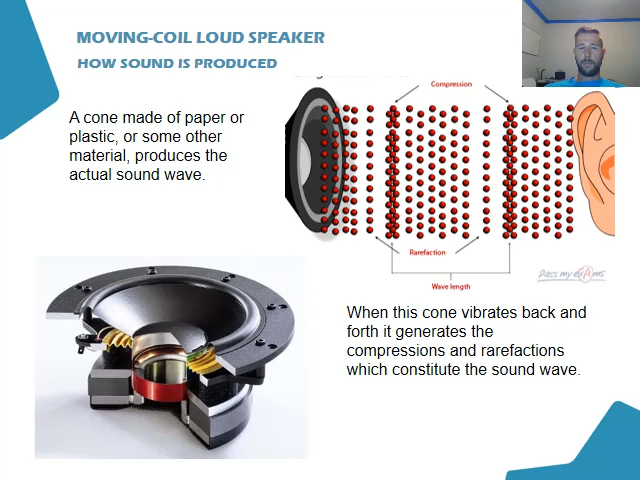 MOVING-COIL LOUD SPEAKER
HOW SOUND IS PRODUCED
A cone made of paper or
plastic, or some other
material, produces the
actual sound wave.
Compression
Rarefaction
Wave length
pass my exAms
When this cone vibrates back and
forth it generates the
compressions and rarefactions
which constitute the sound wave.